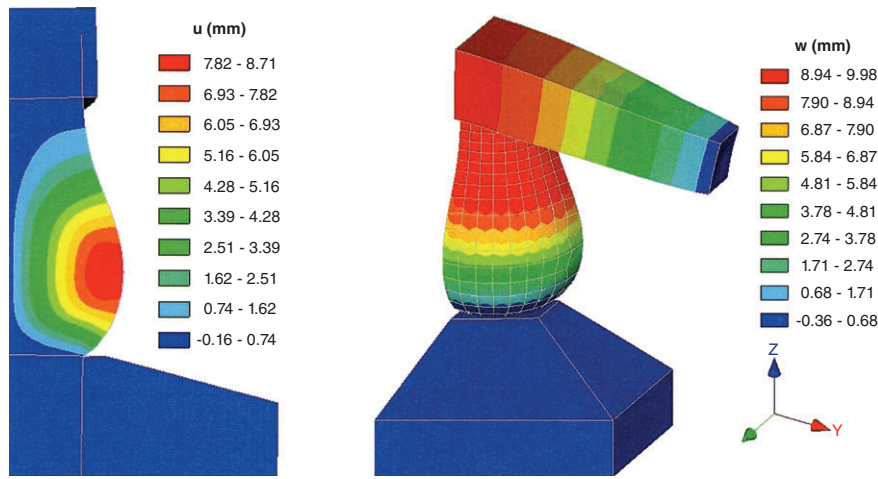 u (mm)
7.82 - 8.71
6.93 - 7.82
6.05 - 6.93
5.16 - 6.05
4.28 - 5.16
3.39 - 4.28
2.51 - 3.39
1.62 - 2.51
0.74 - 1.62
-0.16 - 0.74
w (mm)
8.94 - 9.98
7.90 - 8.94
6.87 - 7.90
5.84 - 6.87
4.81 - 5.84
3.78 - 4.81
2.74 - 3.78
1.71 - 2.74
0.68 - 1.71
-0.36 - 0.68
Z
Y